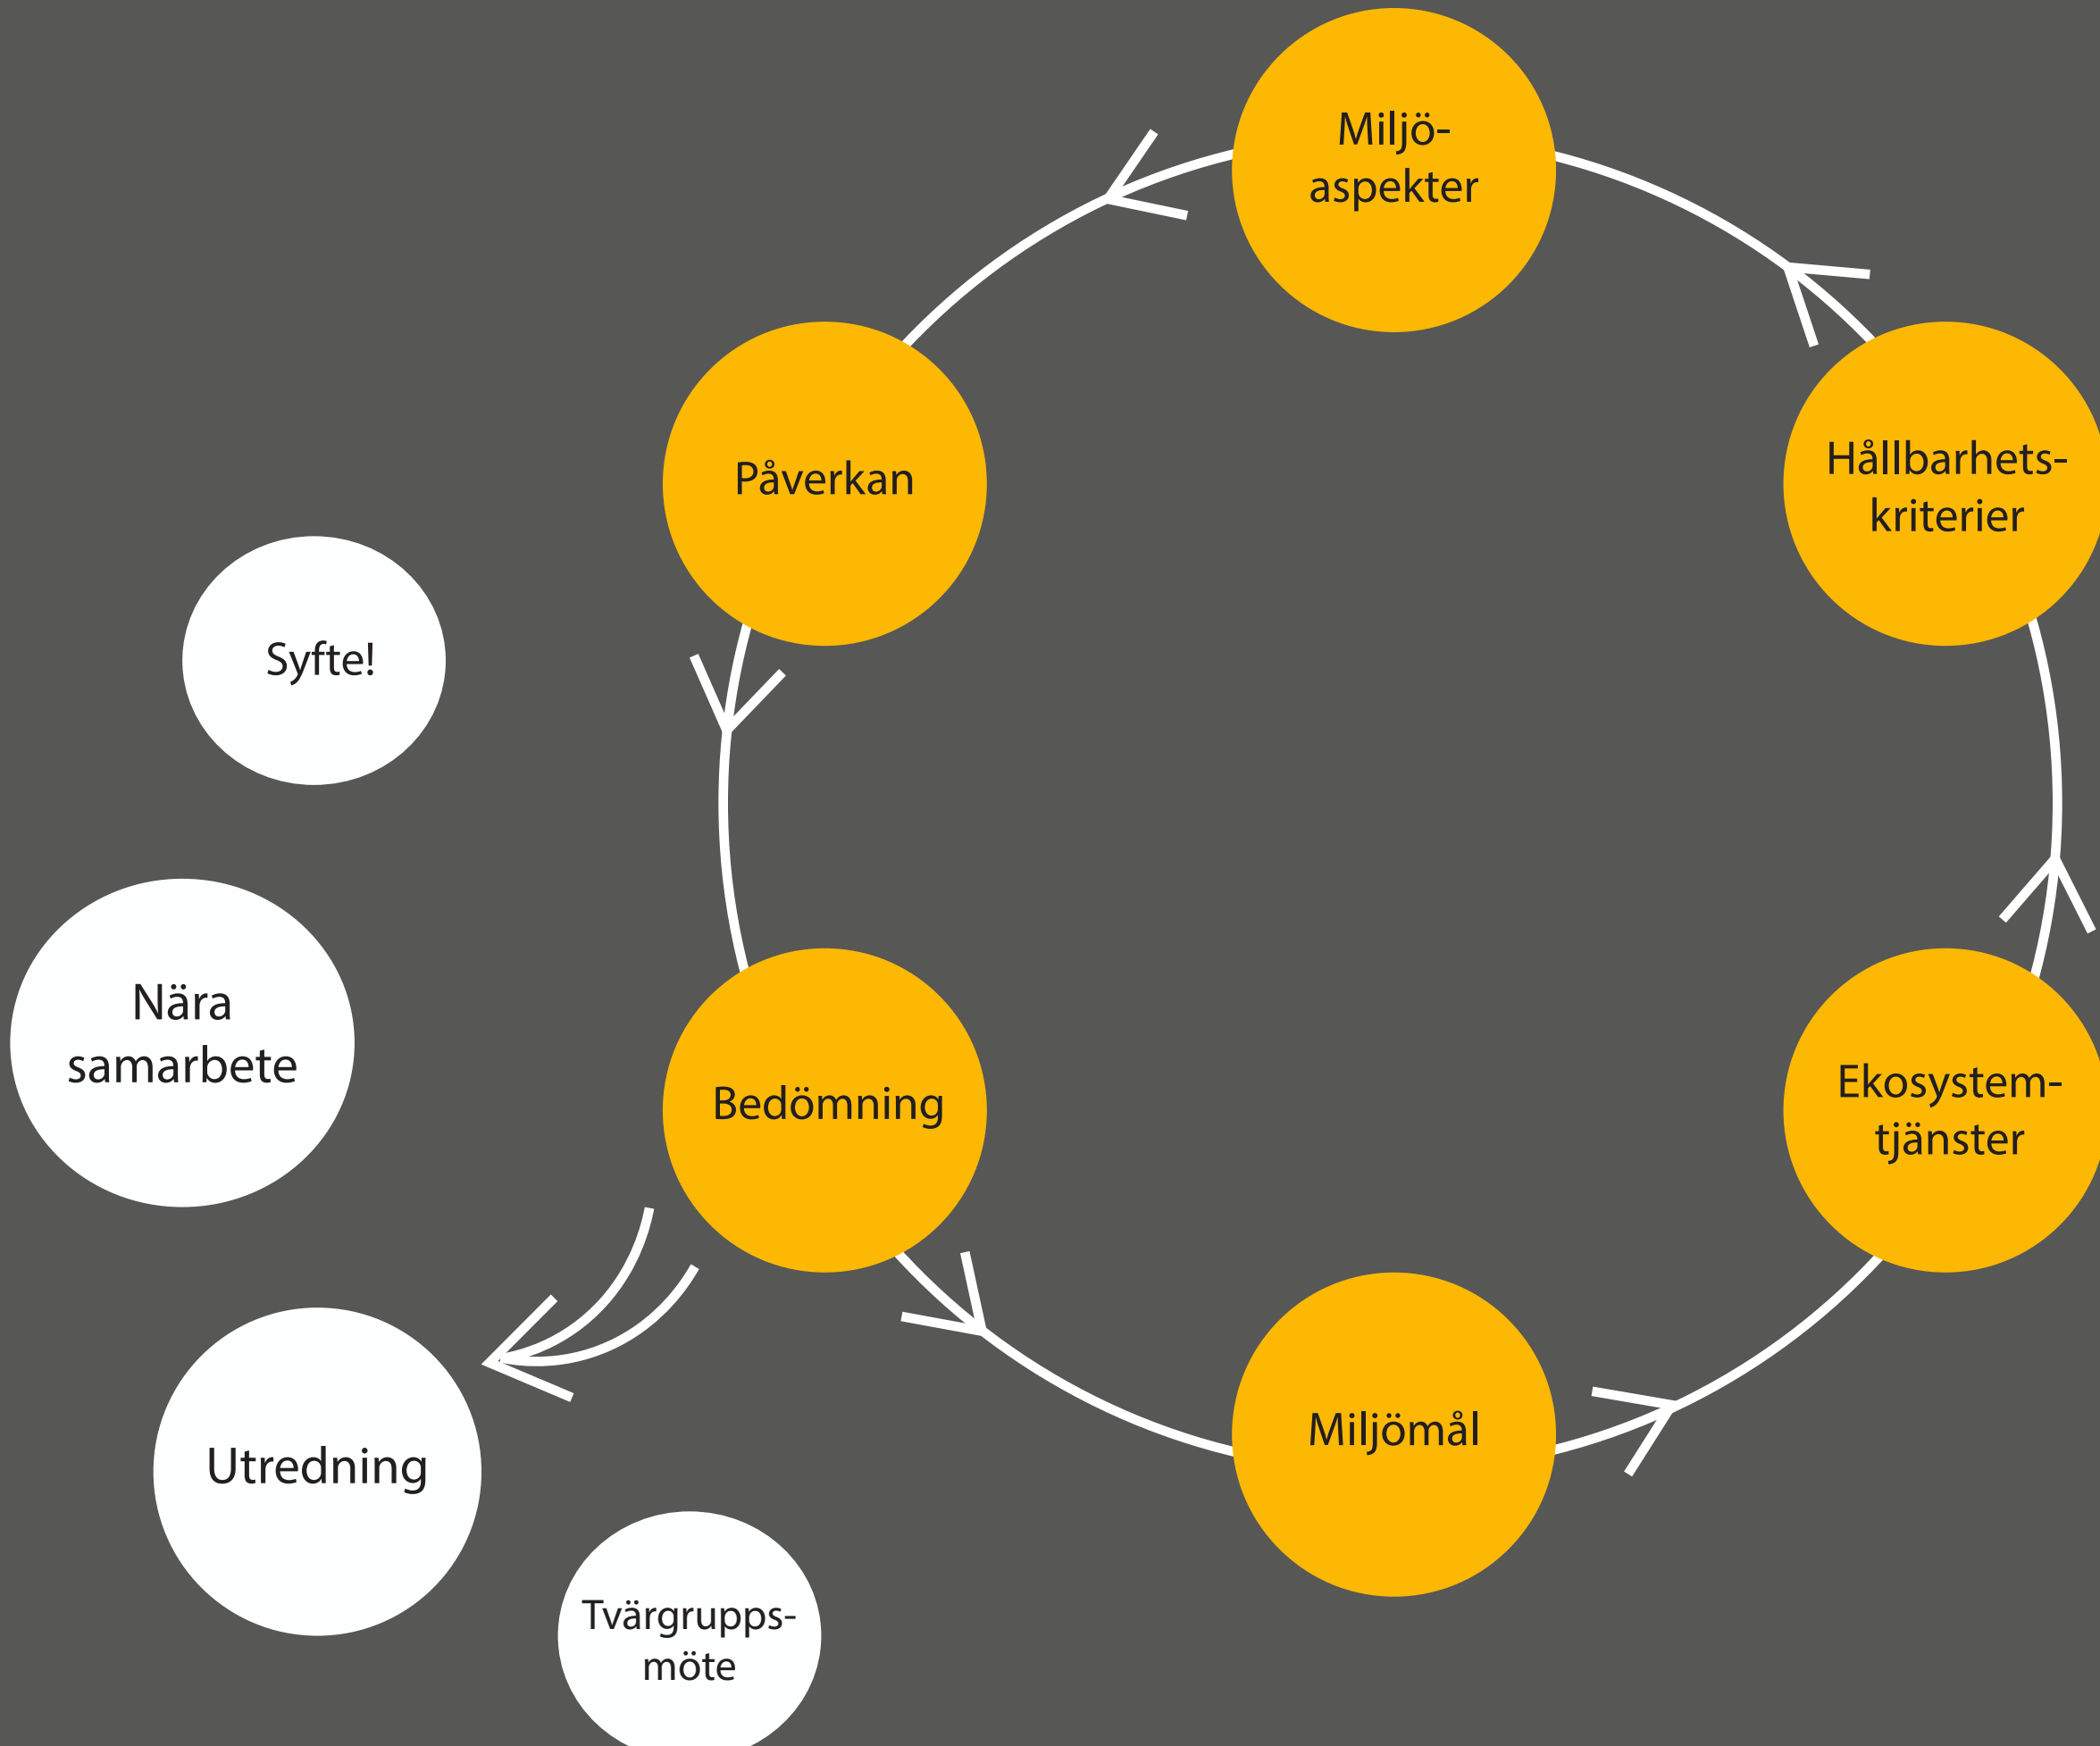 Miljö-
aspekter
Påverkan
Hållbarhets-
kriterier
Syfte!
Nära
samarbete
Bedömning
Ekosystem-
tjänster
Utredning
Miljömål
Tvärgrupps-
möte